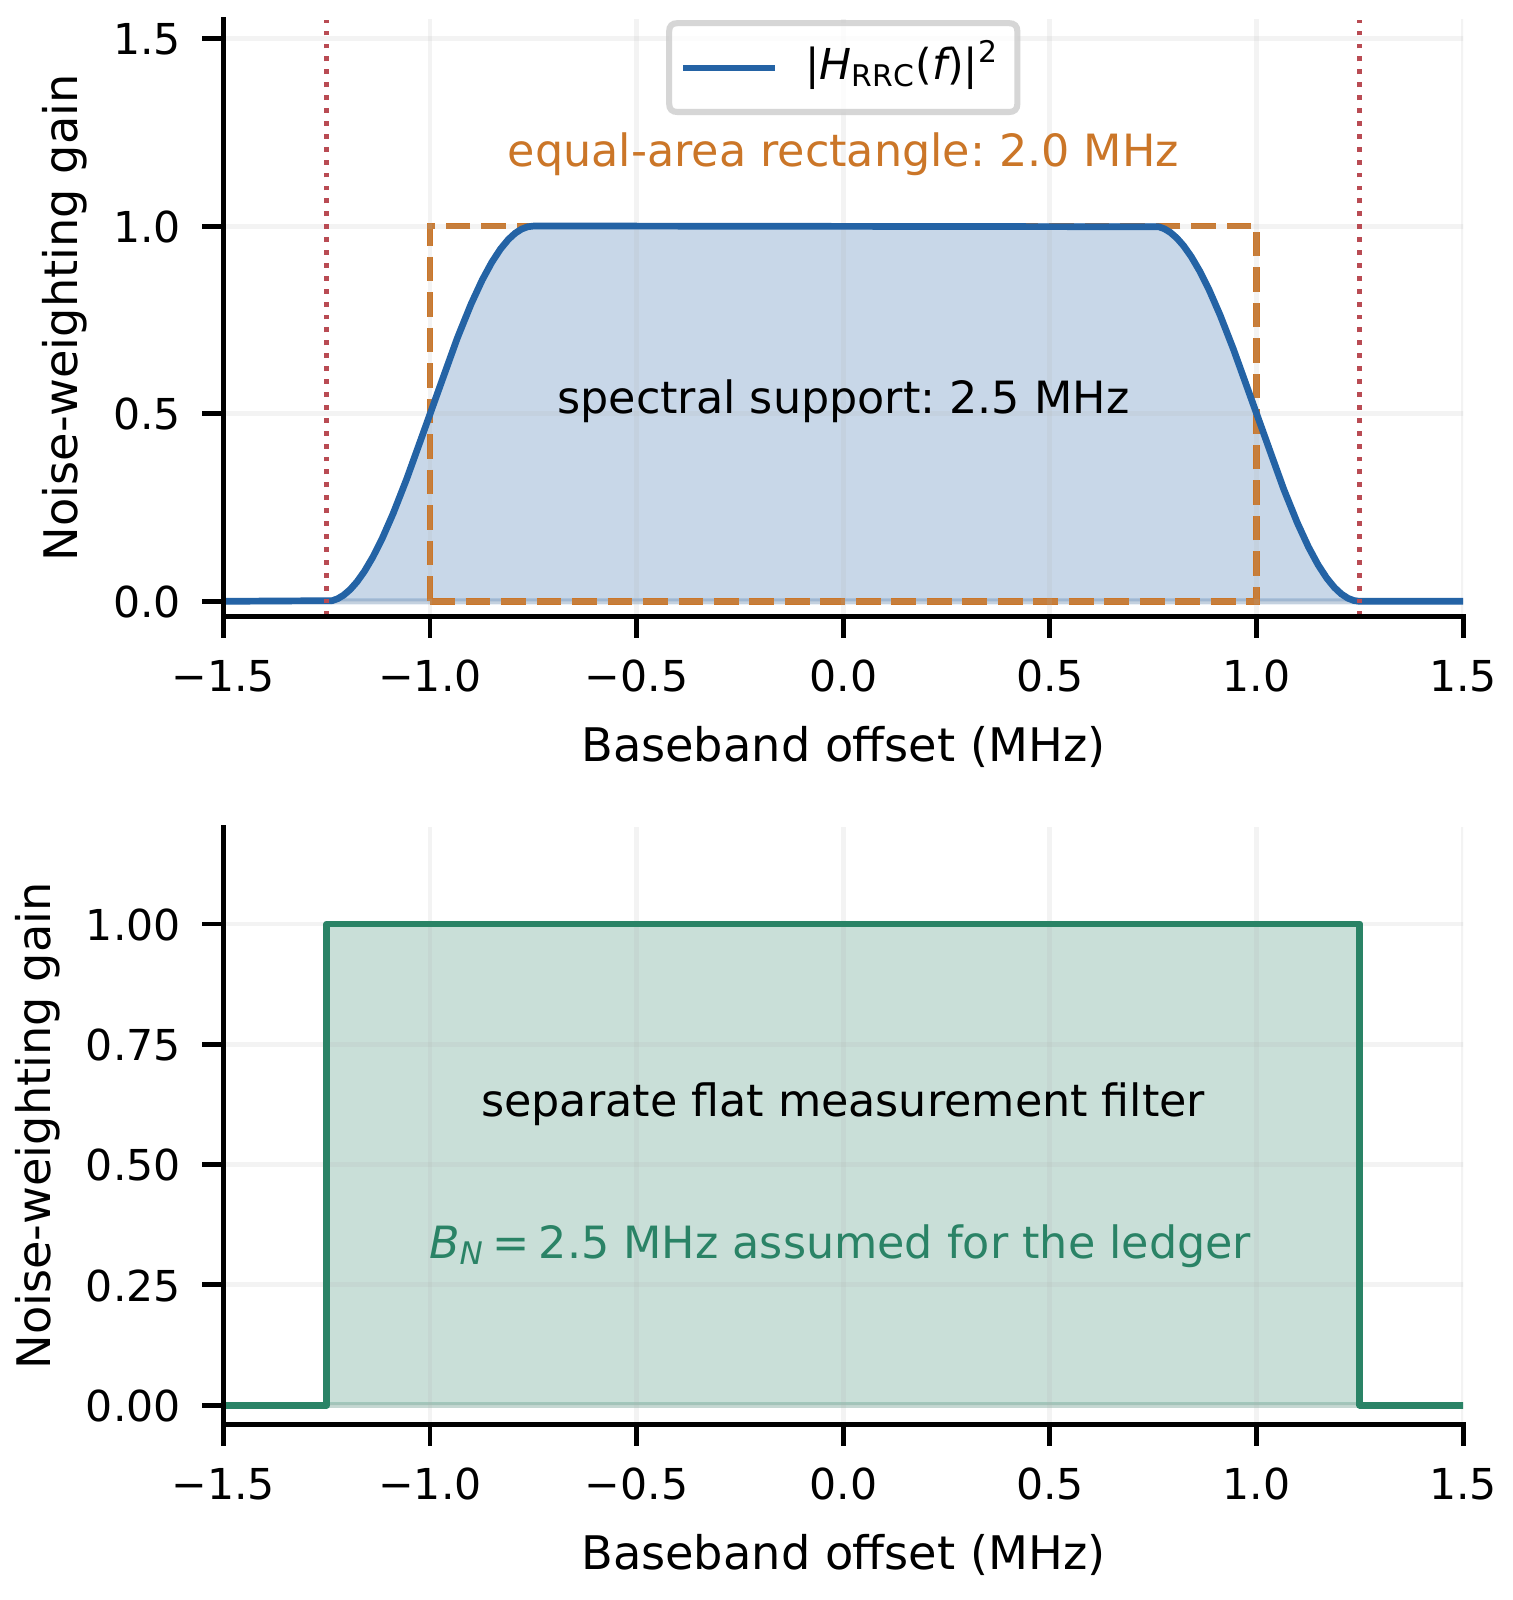 |H_RRC(f)|²
equal-area rectangle: 2.0 MHz
spectral support: 2.5 MHz
Noise-weighting gain
1.5
1.0
0.5
0.0
−1.5 −1.0 −0.5 0.0 0.5 1.0 1.5
Baseband offset (MHz)
separate flat measurement filter
B_N = 2.5 MHz assumed for the ledger
Noise-weighting gain
1.00
0.75
0.50
0.25
0.00
−1.5 −1.0 −0.5 0.0 0.5 1.0 1.5
Baseband offset (MHz)